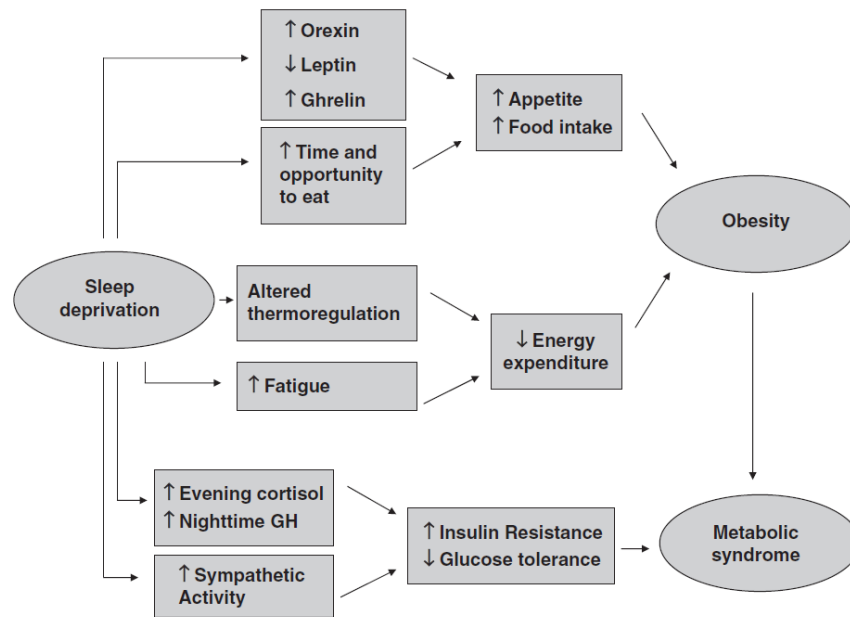 ↑ Orexin
↓ Leptin
↑ Ghrelin
↑ Time and
opportunity
to eat
↑ Appetite
↑ Food intake
Obesity
Sleep
deprivation
Altered
thermoregulation
↑ Fatigue
↓ Energy
expenditure
↑ Evening cortisol
↑ Nighttime GH
↑ Sympathetic
Activity
↑ Insulin Resistance
↓ Glucose tolerance
Metabolic
syndrome